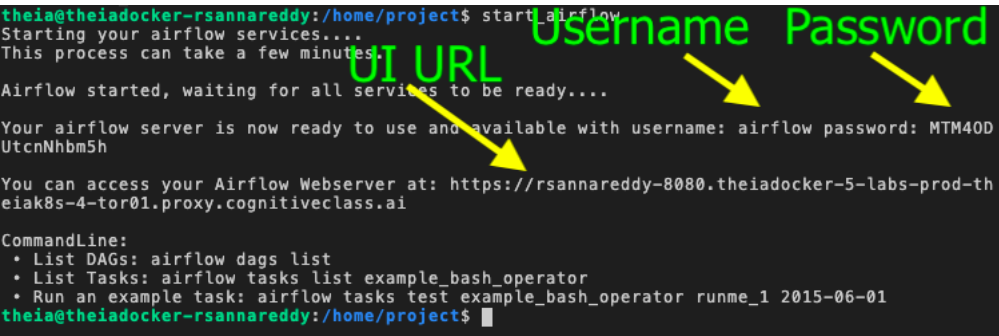 theia@theiadocker-rsannareddy:/home/project$ start_airflow
Username Password
Starting your airflow services....
This process can take a few minutes.
UI URL
Airflow started, waiting for all services to be ready....
Your airflow server is now ready to use and available with username: airflow password: MTM4OD
UtcnNhbm5h
You can access your Airflow Webserver at: https://rsannareddy-8080.theiadocker-5-labs-prod-th
eiak8s-4-tor01.proxy.cognitiveclass.ai
CommandLine:
• List DAGs: airflow dags list
• List Tasks: airflow tasks list example_bash_operator
• Run an example task: airflow tasks test example_bash_operator runme_1 2015-06-01
theia@theiadocker-rsannareddy:/home/project$